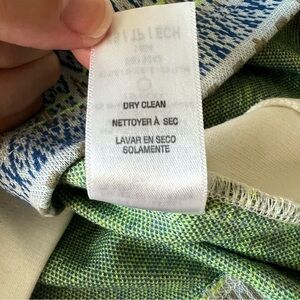 DRY CLEAN
NETTOYER À SEC
LAVAR EN SECO
SOLAMENTE